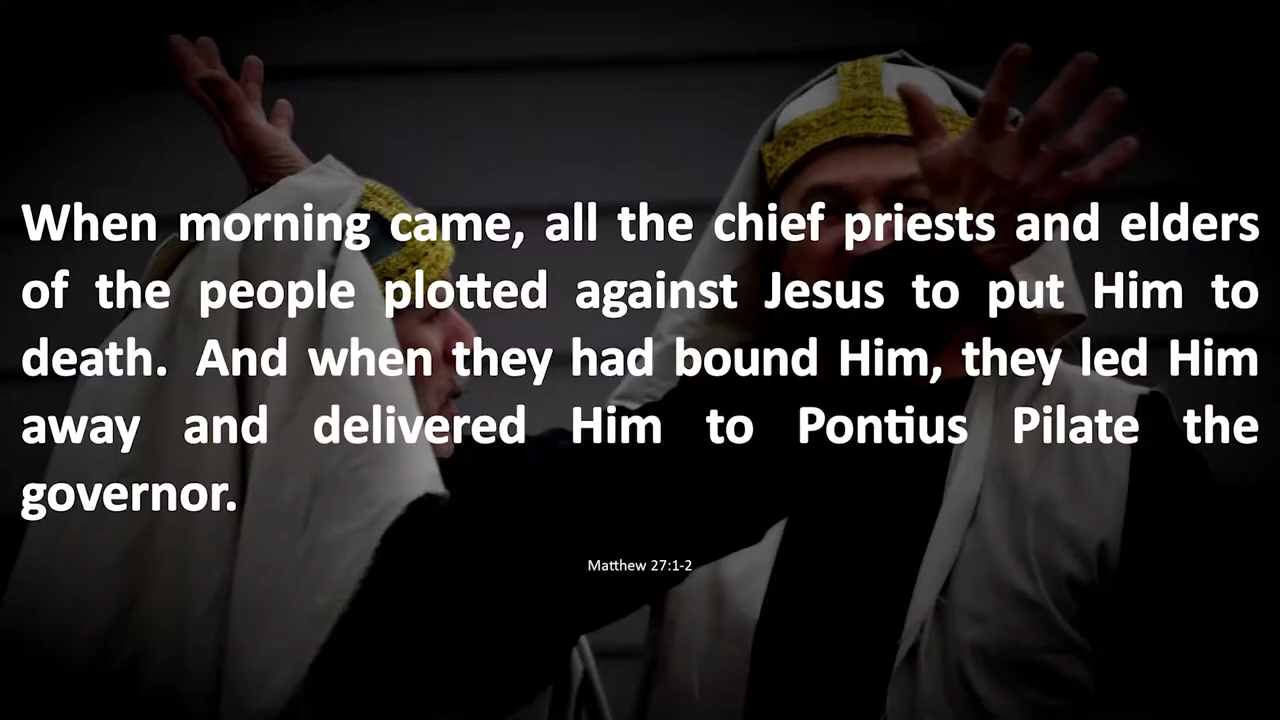 When morning came, all the chief priests and elders
of the people plotted against Jesus to put Him to
death. And when they had bound Him, they led Him
away and delivered Him to Pontius Pilate the
governor.
Matthew 27:1-2